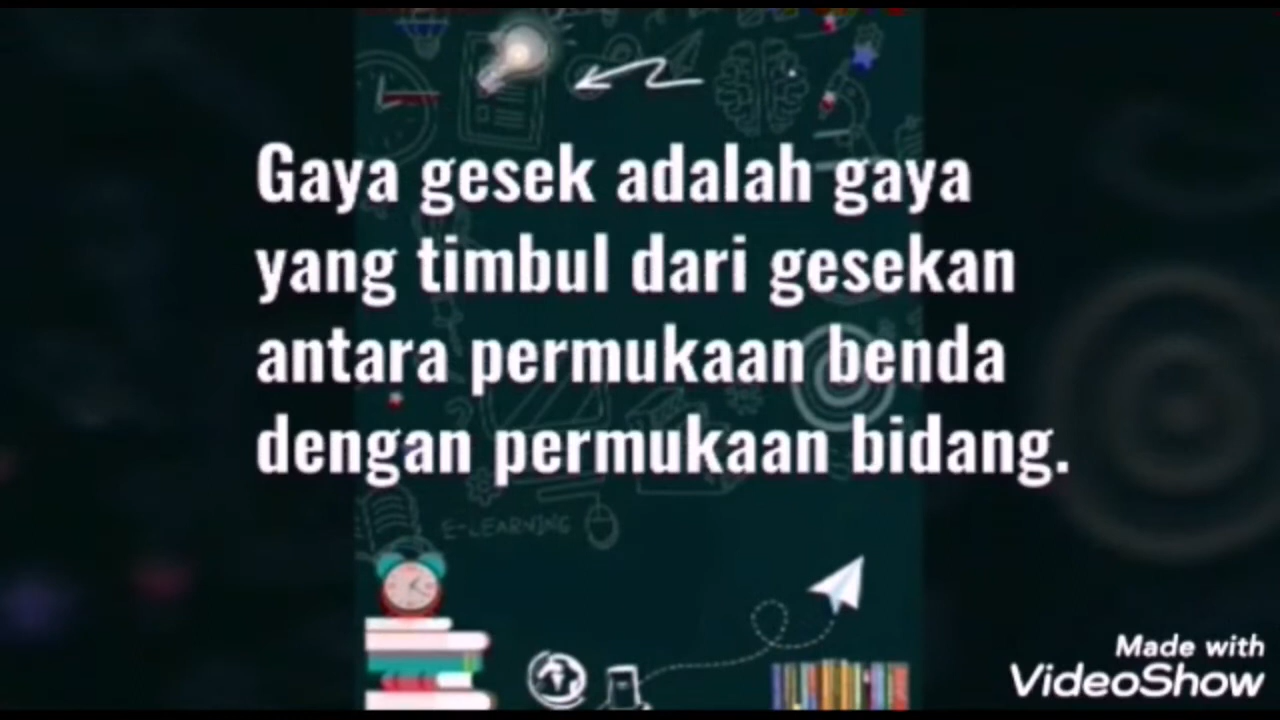 Gaya gesek adalah gaya
yang timbul dari gesekan
antara permukaan benda
dengan permukaan bidang.
E-LEARNING
Made with
VideoShow